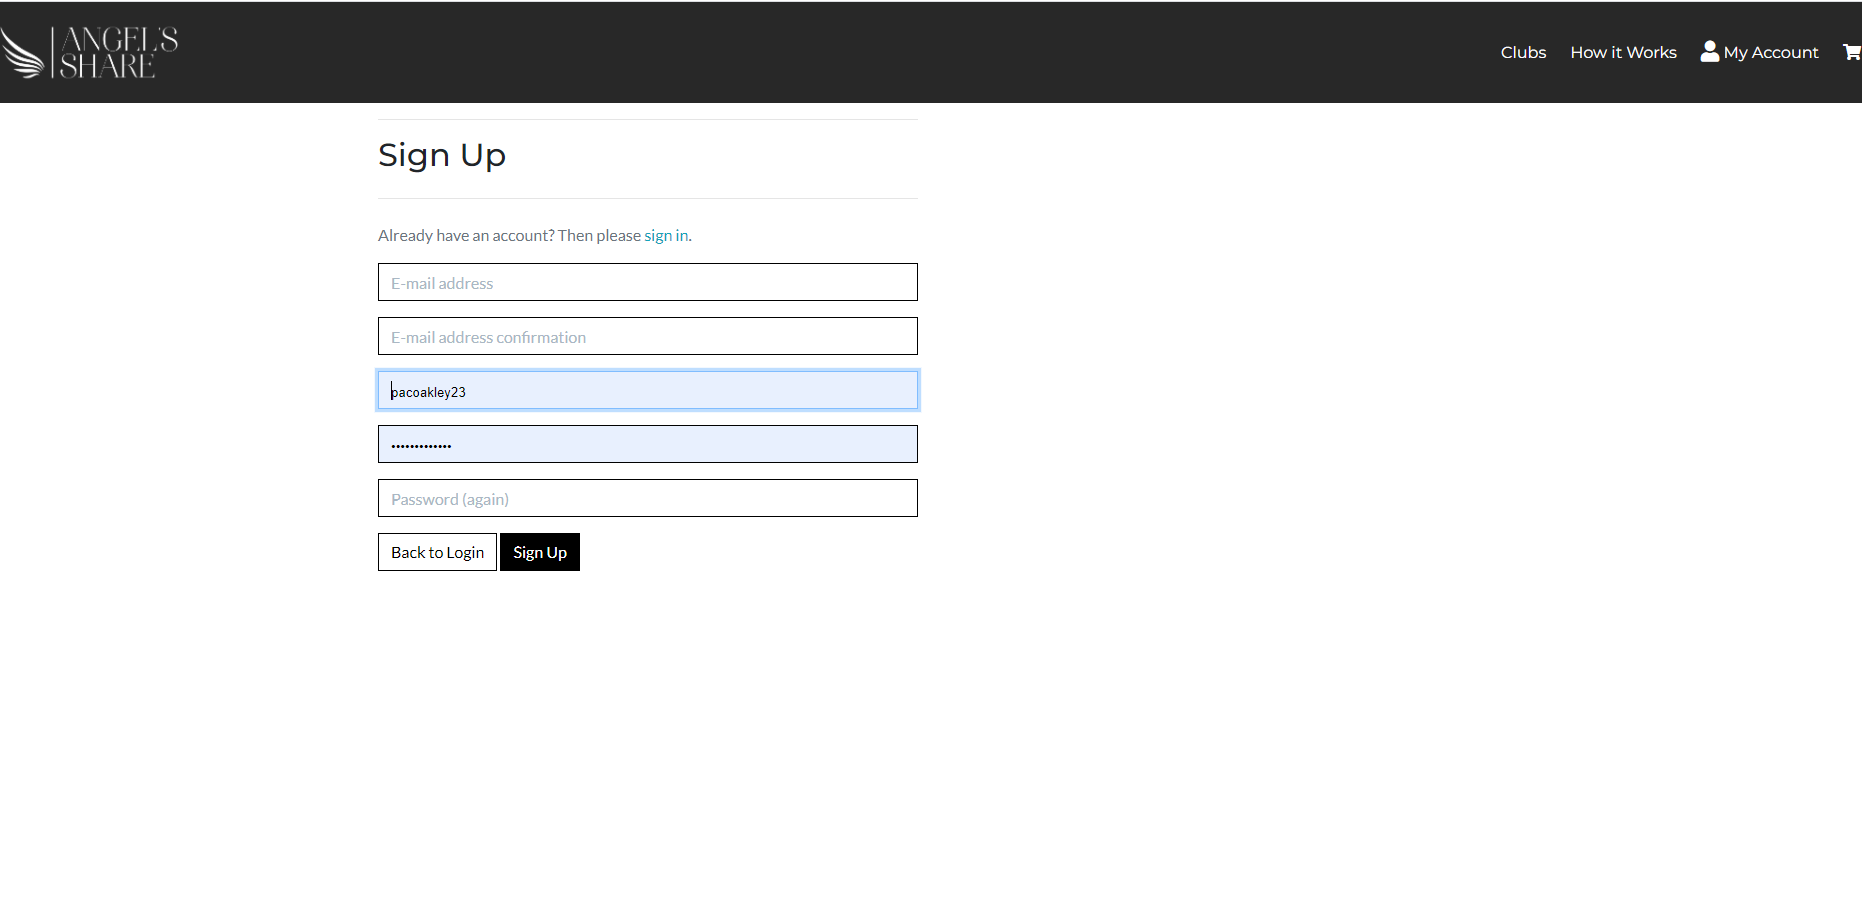 ANGEL'S
SHARE
Clubs How it Works My Account
Sign Up
Already have an account? Then please sign in.
E-mail address
E-mail address confirmation
pacoakley23
•••••••••••••
Password (again)
Back to Login Sign Up